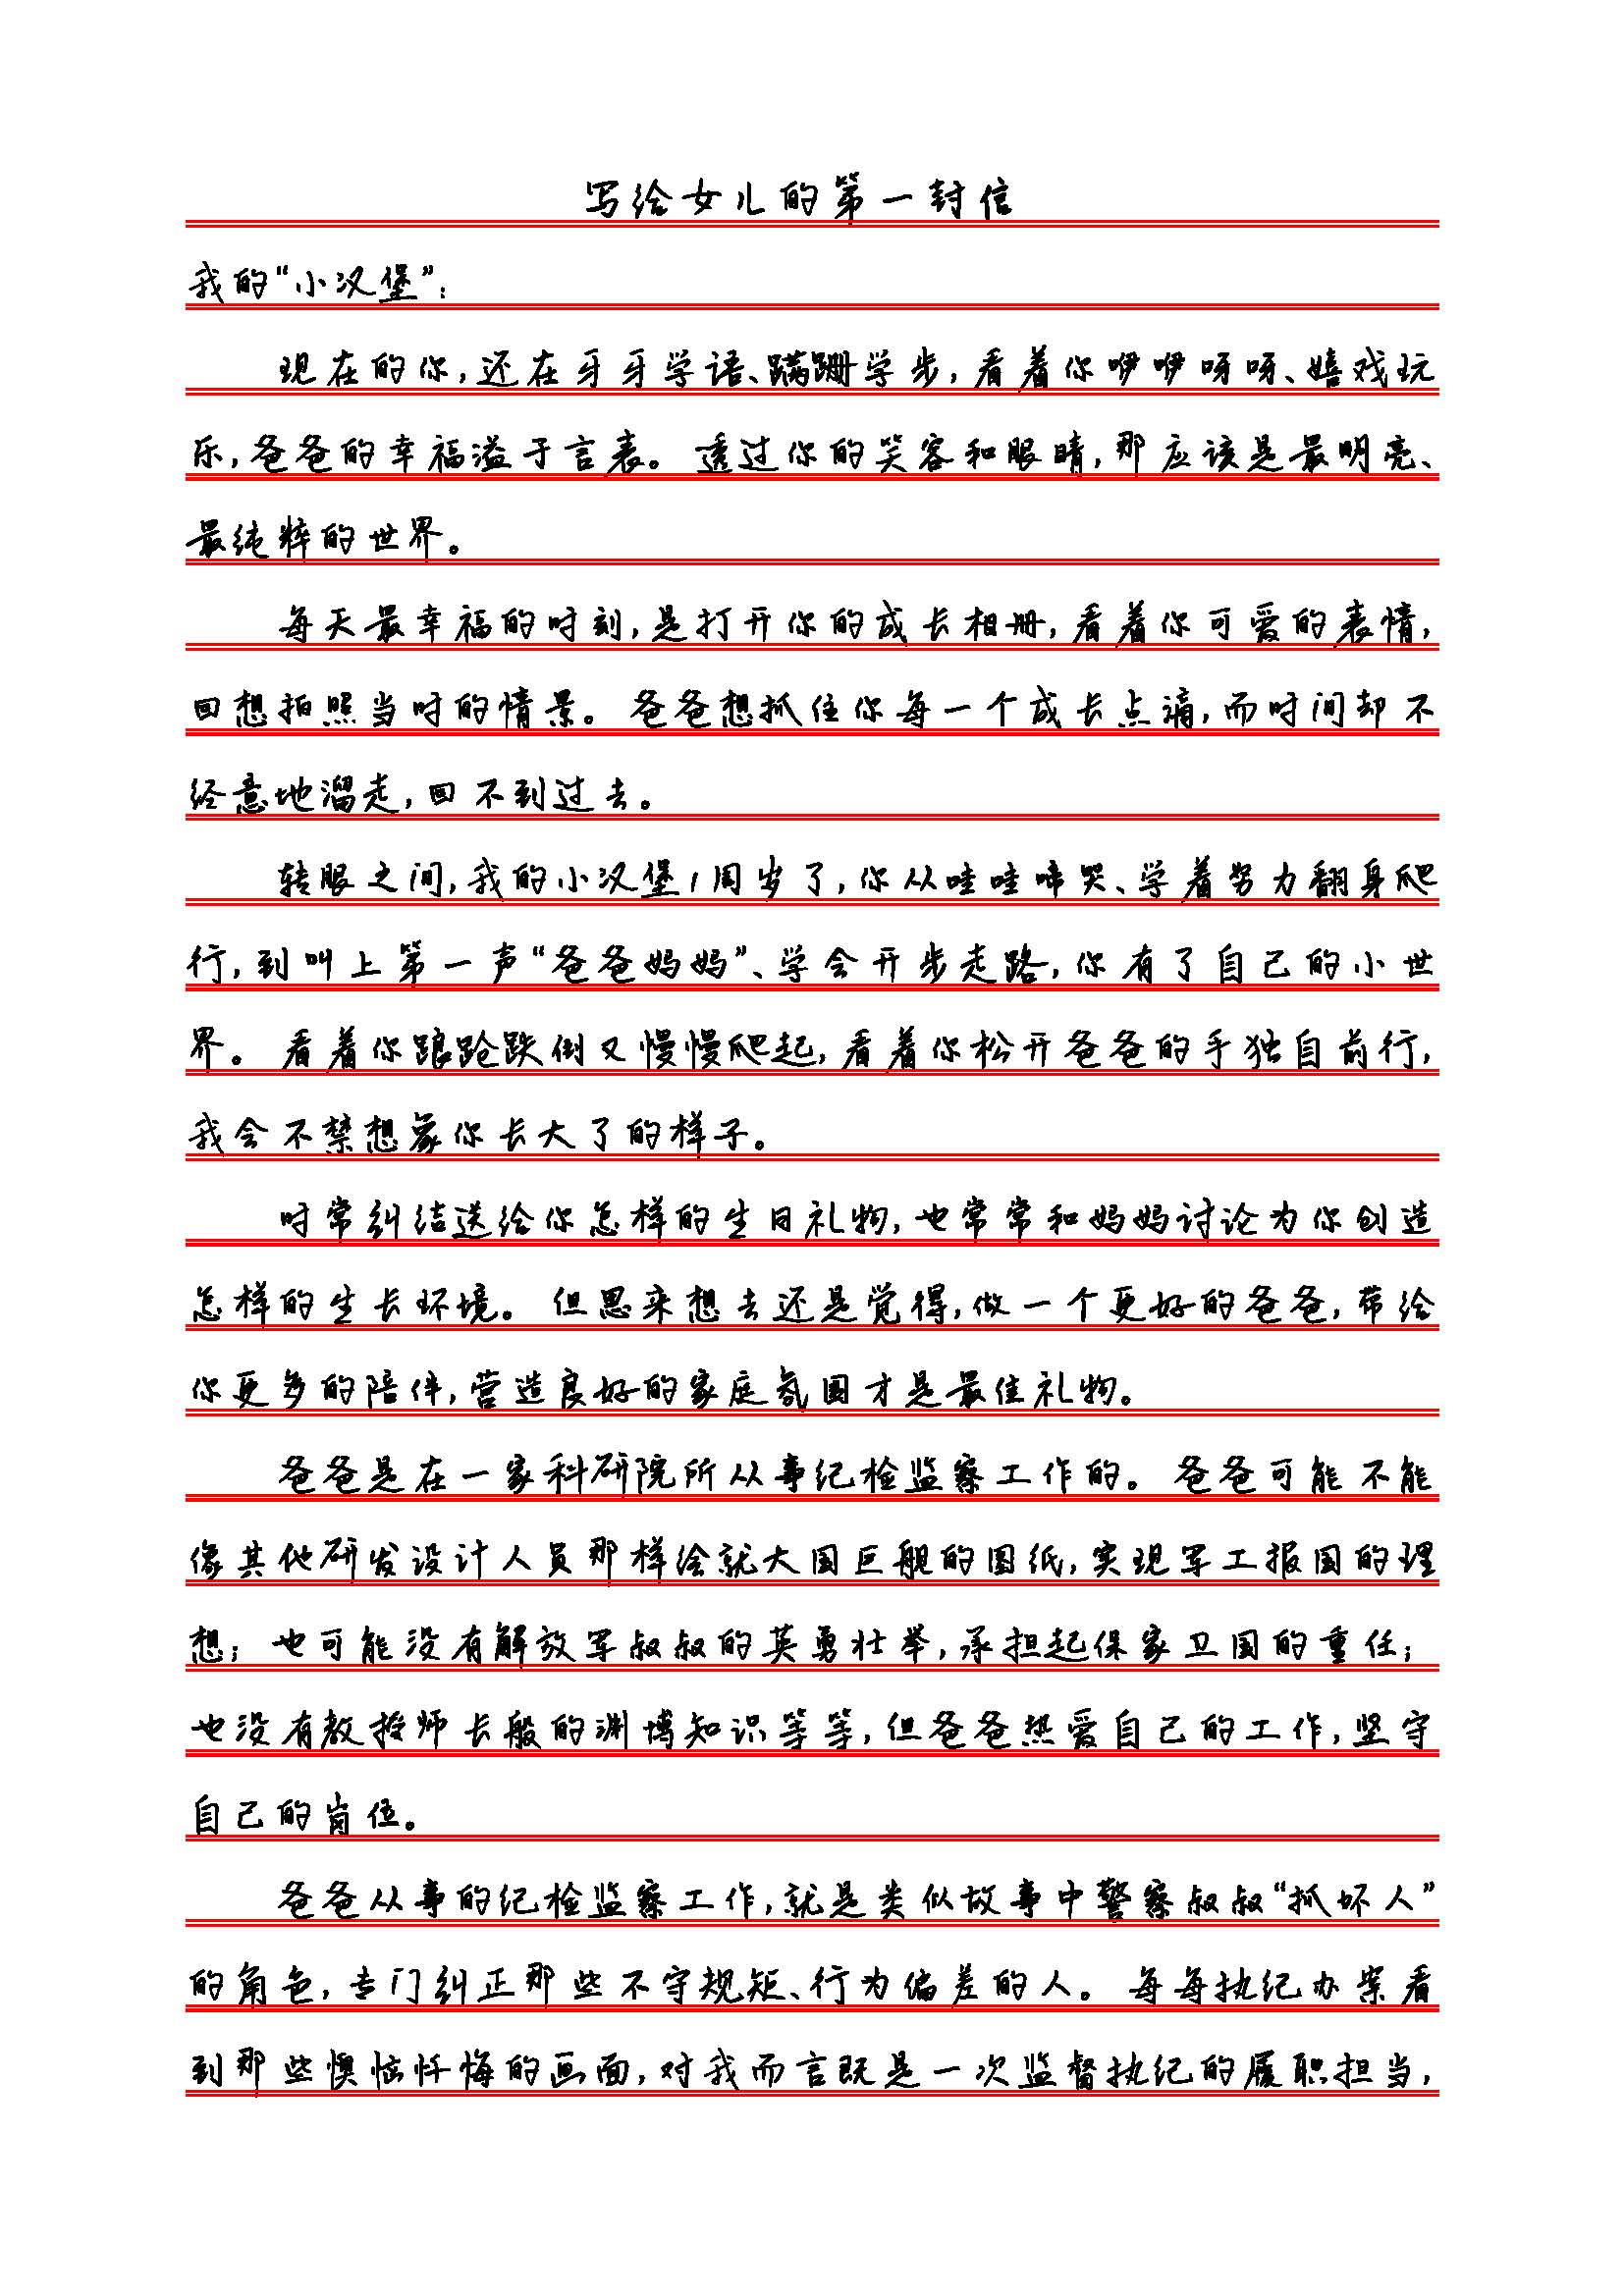 写给女儿的第一封信
我的“小汉堡”：
现在的你，还在牙牙学语、蹒跚学步，看着你咿咿呀呀、嬉戏玩
乐，爸爸的幸福溢于言表。透过你的笑容和眼睛，那应该是最明亮、
最纯粹的世界。
每天最幸福的时刻，是打开你的成长相册，看着你可爱的表情，
回想拍照当时的情景。爸爸想抓住你每一个成长点滴，而时间却不
经意地溜走，回不到过去。
转眼之间，我的小汉堡1周岁了，你从哇哇啼哭、学着努力翻身爬
行，到叫上第一声“爸爸妈妈”、学会开步走路，你有了自己的小世
界。看着你踉跄跌倒又慢慢爬起，看着你松开爸爸的手独自前行，
我会不禁想象你长大了的样子。
时常纠结送给你怎样的生日礼物，也常常和妈妈讨论为你创造
怎样的生长环境。但思来想去还是觉得，做一个更好的爸爸，带给
你更多的陪伴，营造良好的家庭氛围才是最佳礼物。
爸爸是在一家科研院所从事纪检监察工作的。爸爸可能不能
像其他研发设计人员那样绘就大国巨舰的图纸，实现军工报国的理
想；也可能没有解放军叔叔的英勇壮举，承担起保家卫国的重任；
也没有教授师长般的渊博知识等等，但爸爸热爱自己的工作，坚守
自己的岗位。
爸爸从事的纪检监察工作，就是类似故事中警察叔叔“抓坏人”
的角色，专门纠正那些不守规矩、行为偏差的人。每每执纪办案看
到那些懊恼忏悔的画面，对我而言既是一次监督执纪的履职担当，